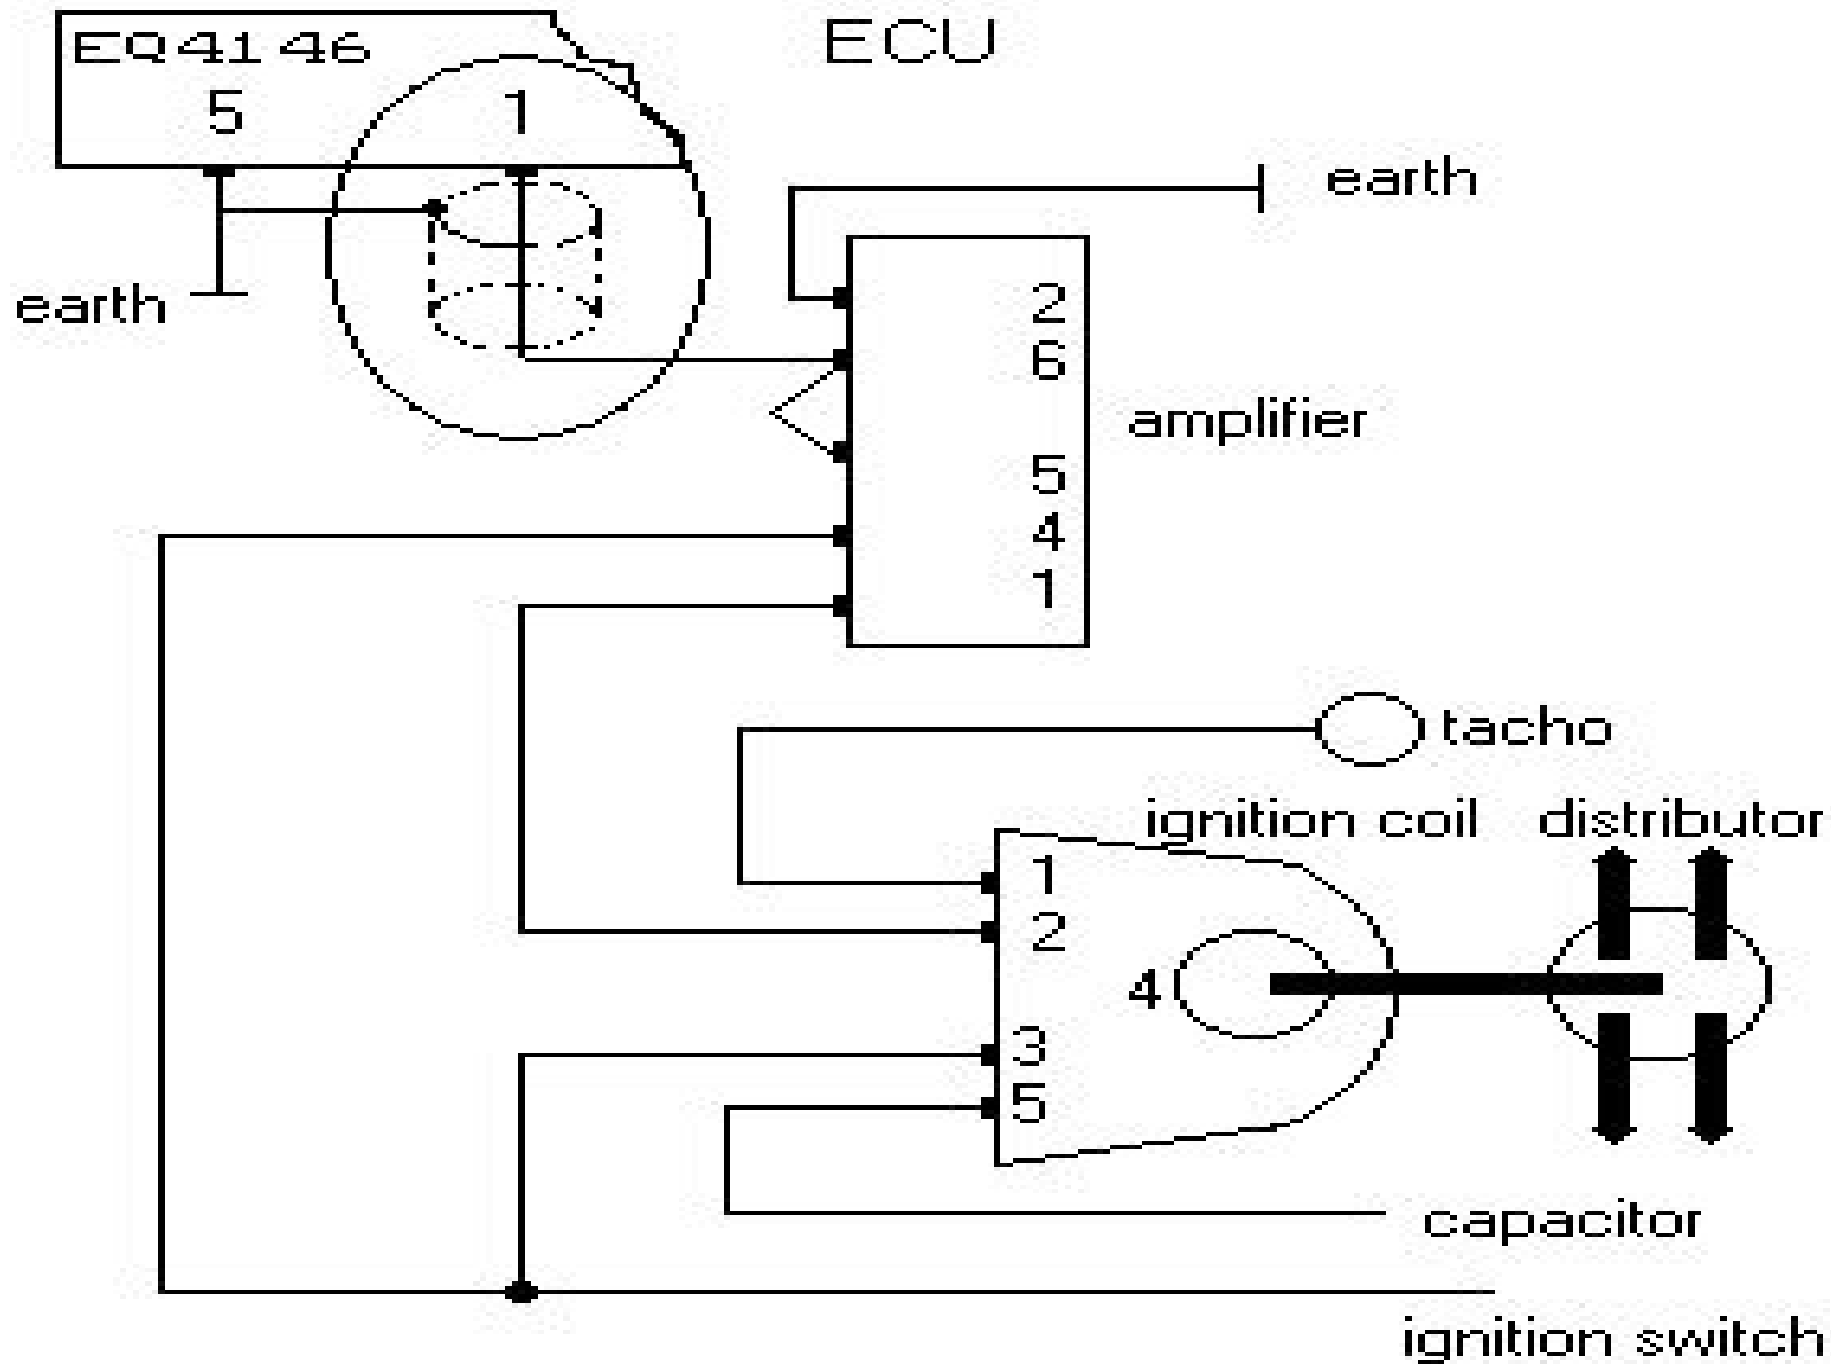 EQ4146
ECU
5 1
earth
earth
2
6
amplifier
5
4
1
tacho
ignition coil distributor
1
2
4
3
5
capacitor
ignition switch